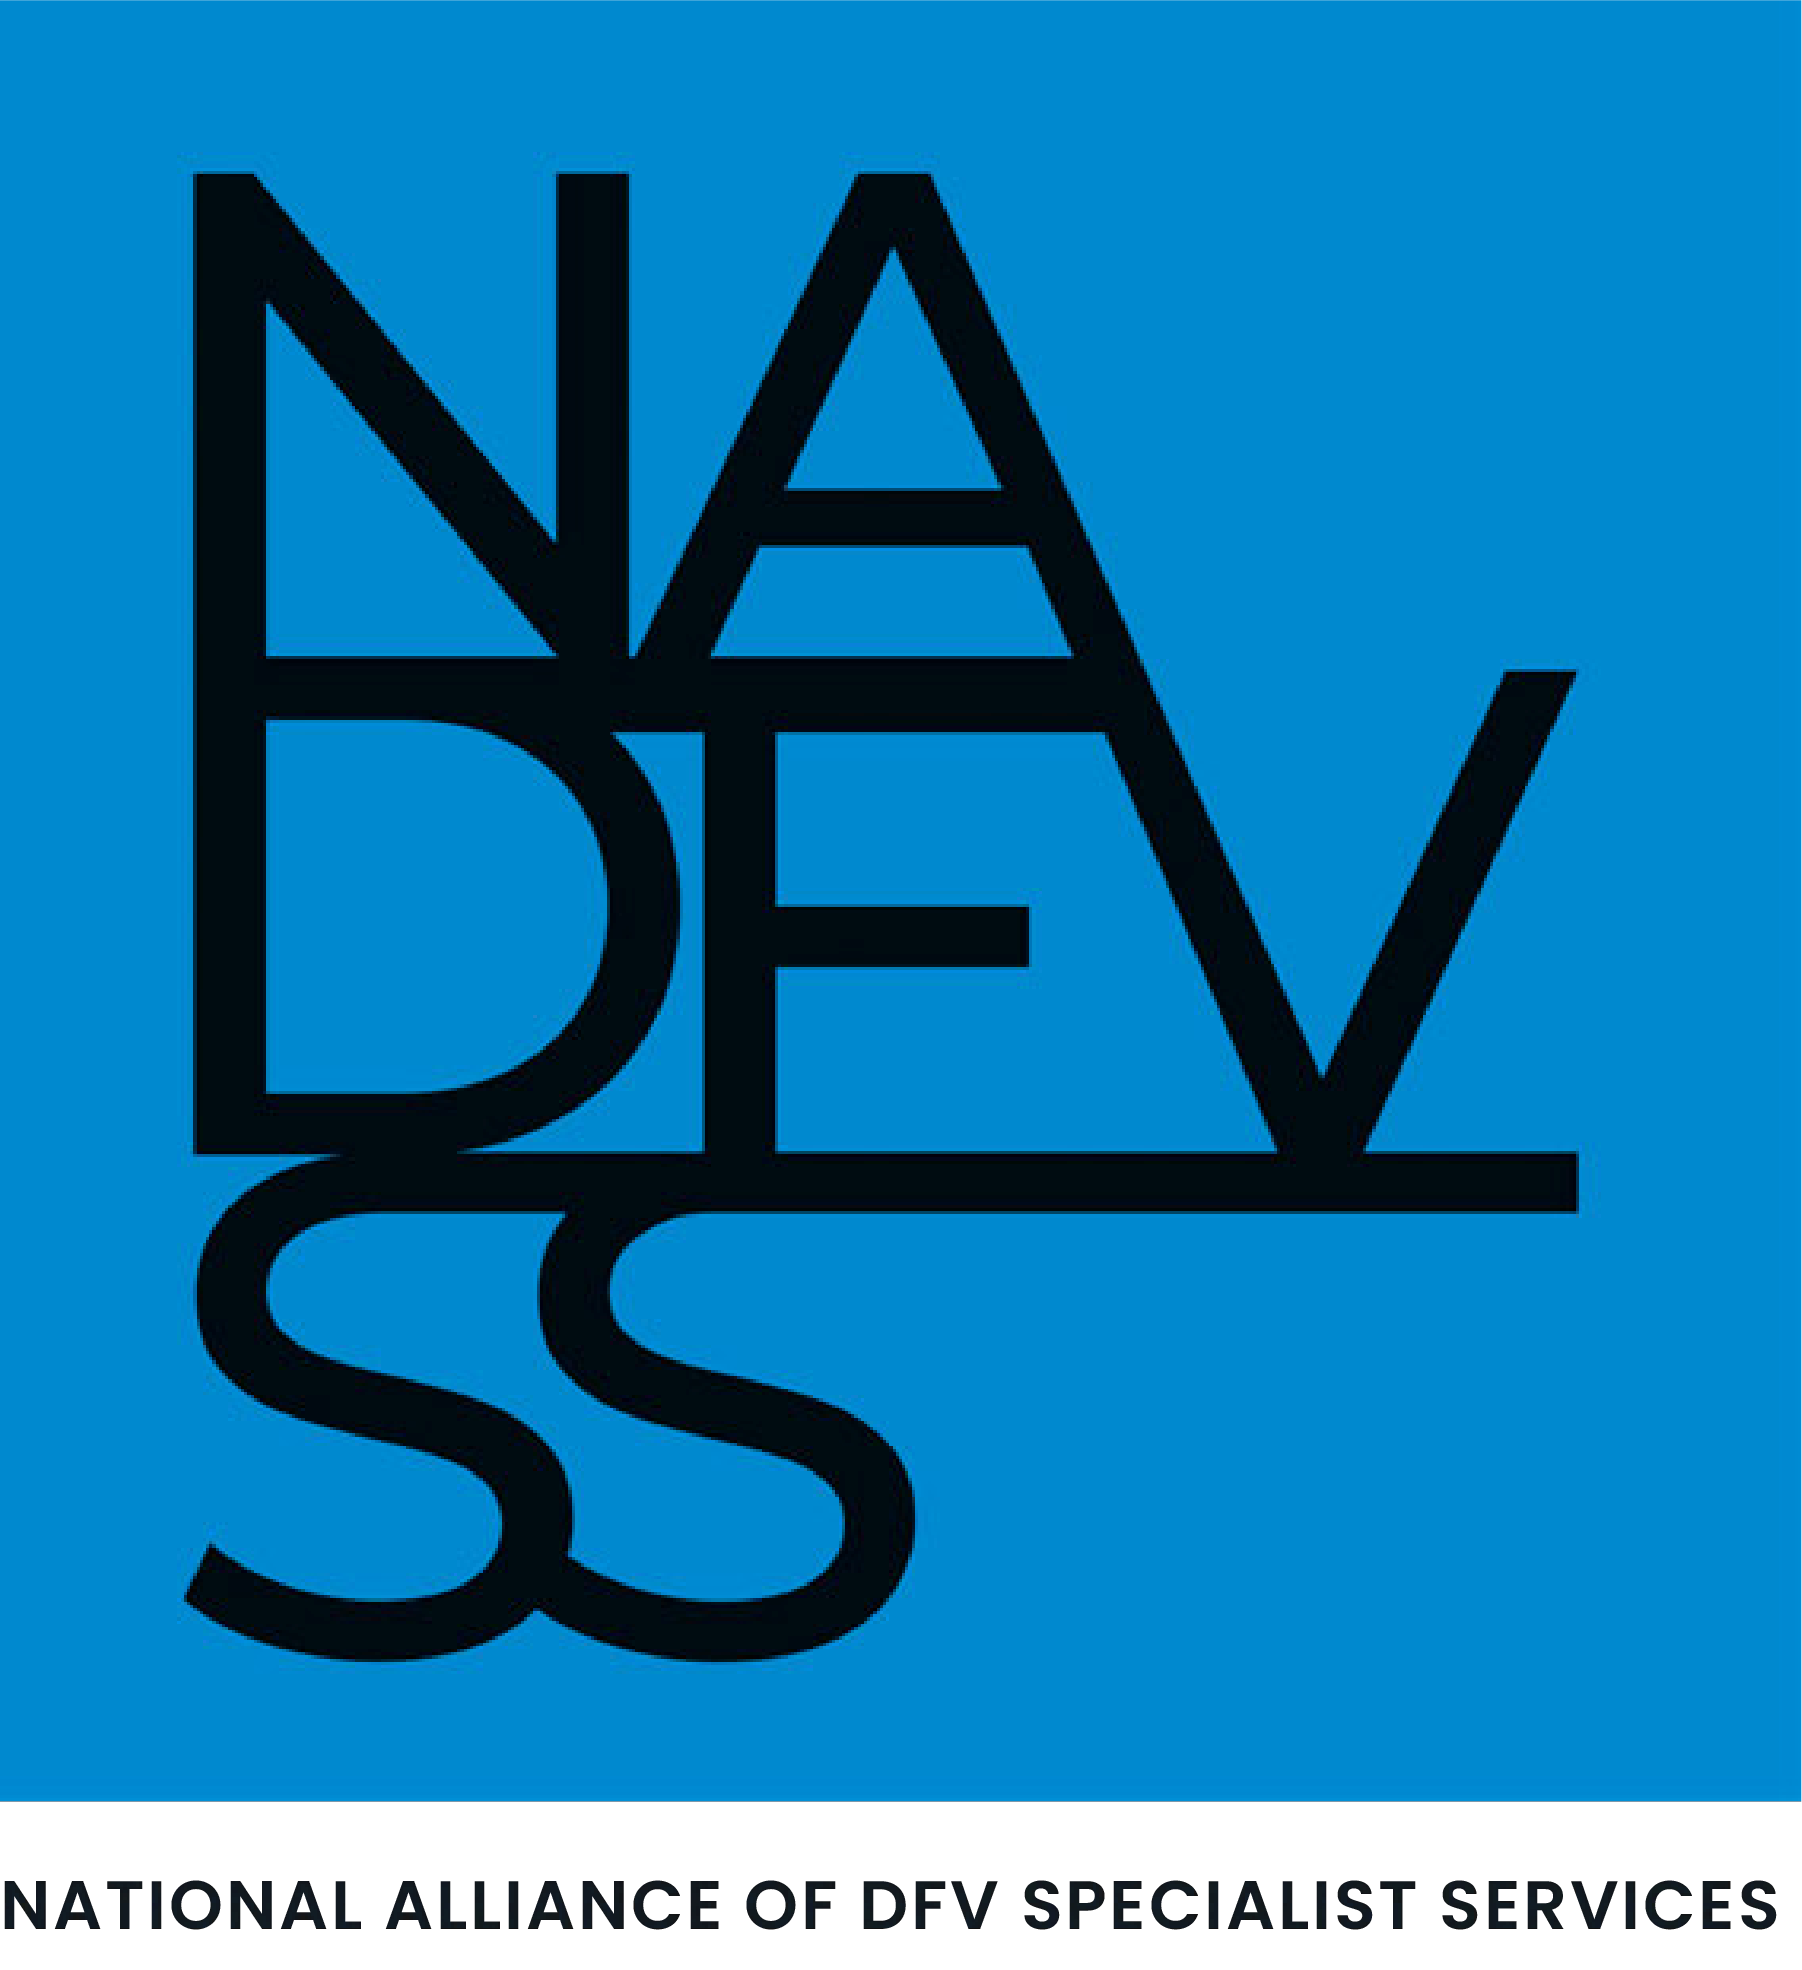 NA
DFV
SS
NATIONAL ALLIANCE OF DFV SPECIALIST SERVICES